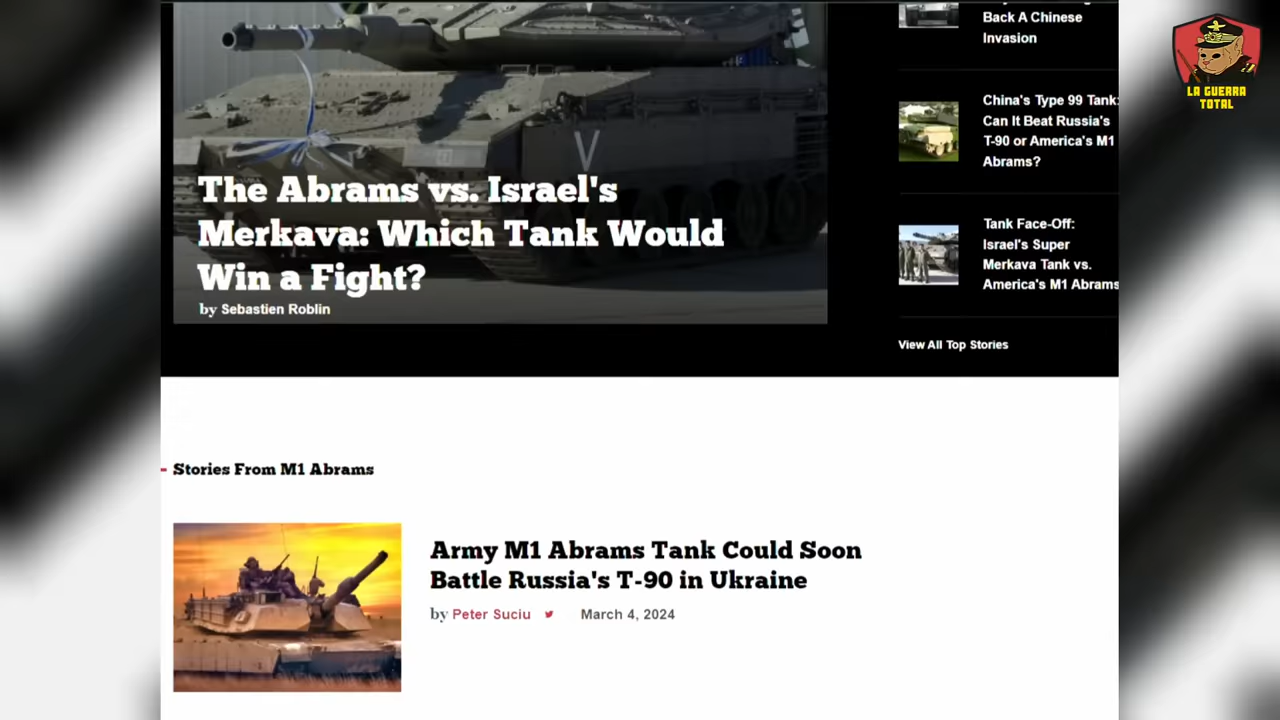 The Abrams vs. Israel's
Merkava: Which Tank Would
Win a Fight?
by Sebastien Roblin
V
Back A Chinese
Invasion
China's Type 99 Tank:
Can It Beat Russia's
T-90 or America's M1
Abrams?
Tank Face-Off:
Israel's Super
Merkava Tank vs.
America's M1 Abrams
View All Top Stories
LA GUERRA
TOTAL
Stories From M1 Abrams
Army M1 Abrams Tank Could Soon
Battle Russia's T-90 in Ukraine
by Peter Suciu March 4, 2024